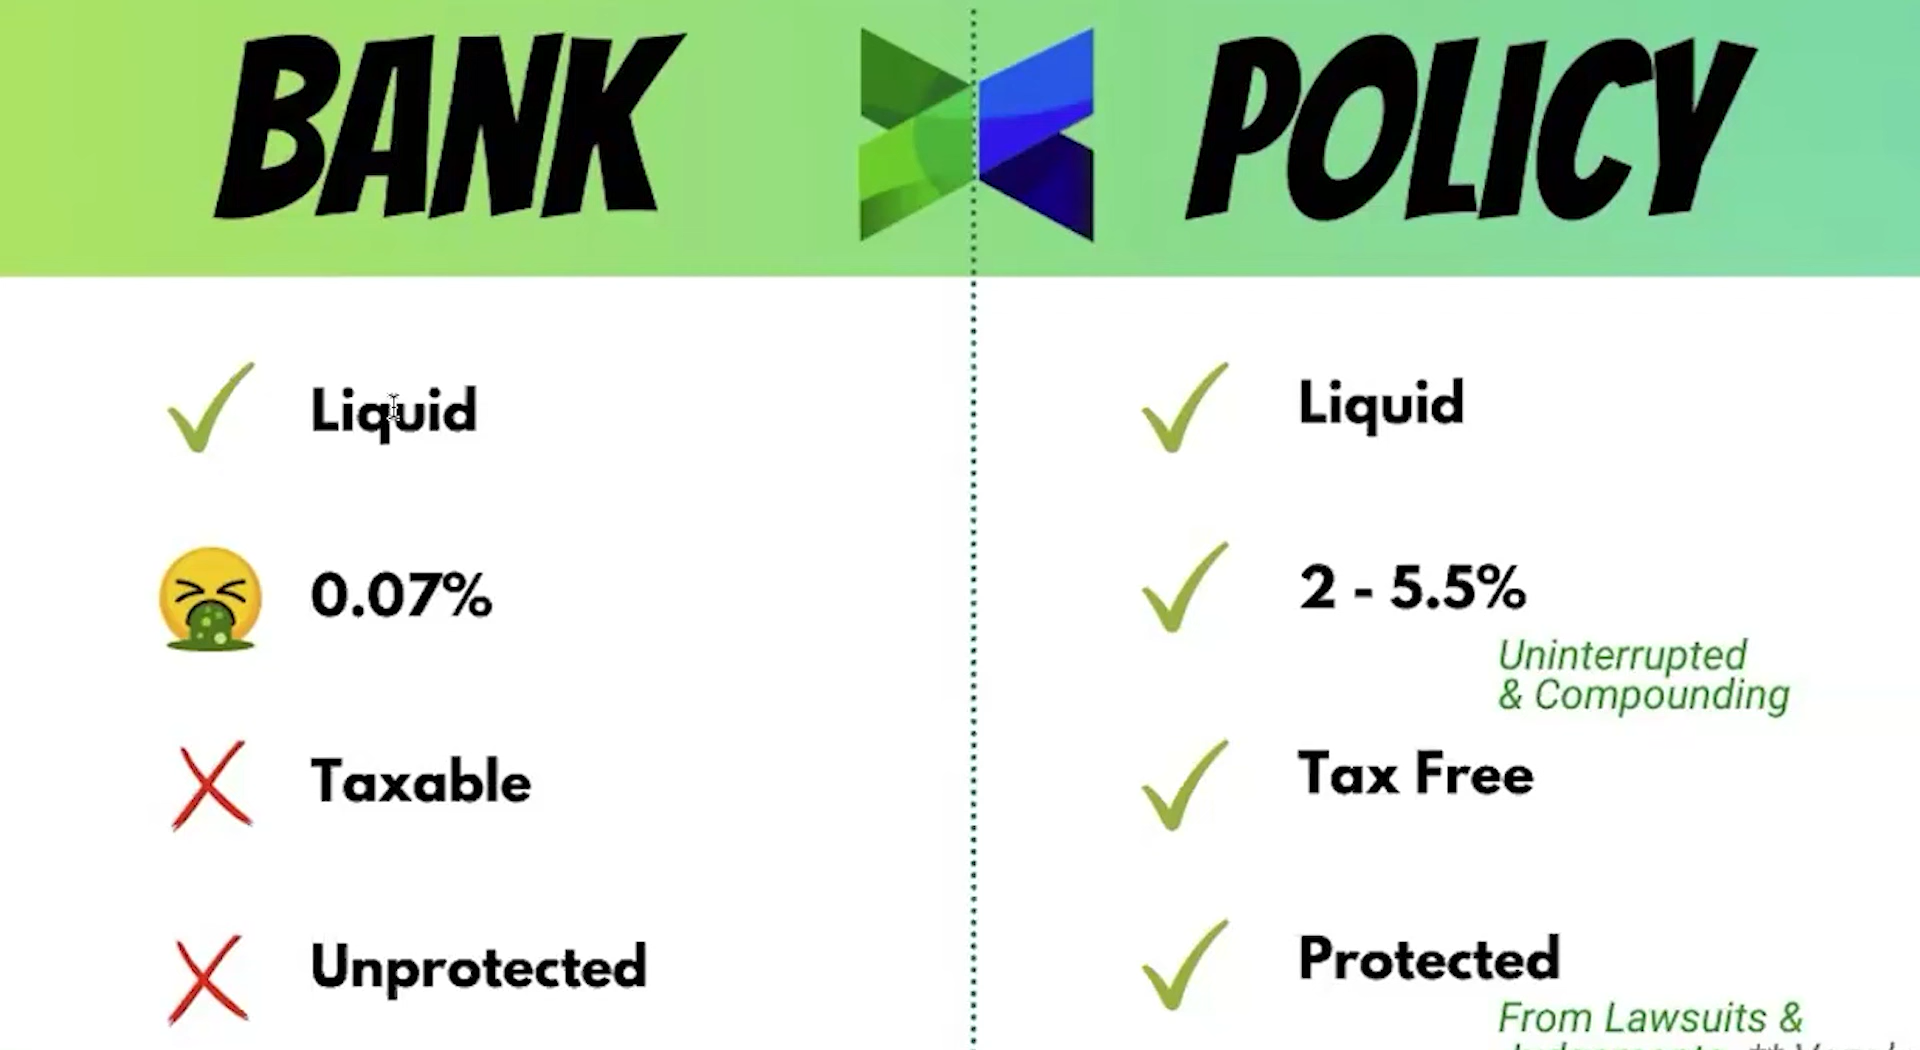 BANK
POLICY
Liquid
Liquid
0.07%
2 - 5.5%
Uninterrupted
& Compounding
Taxable
Tax Free
Unprotected
Protected
From Lawsuits &